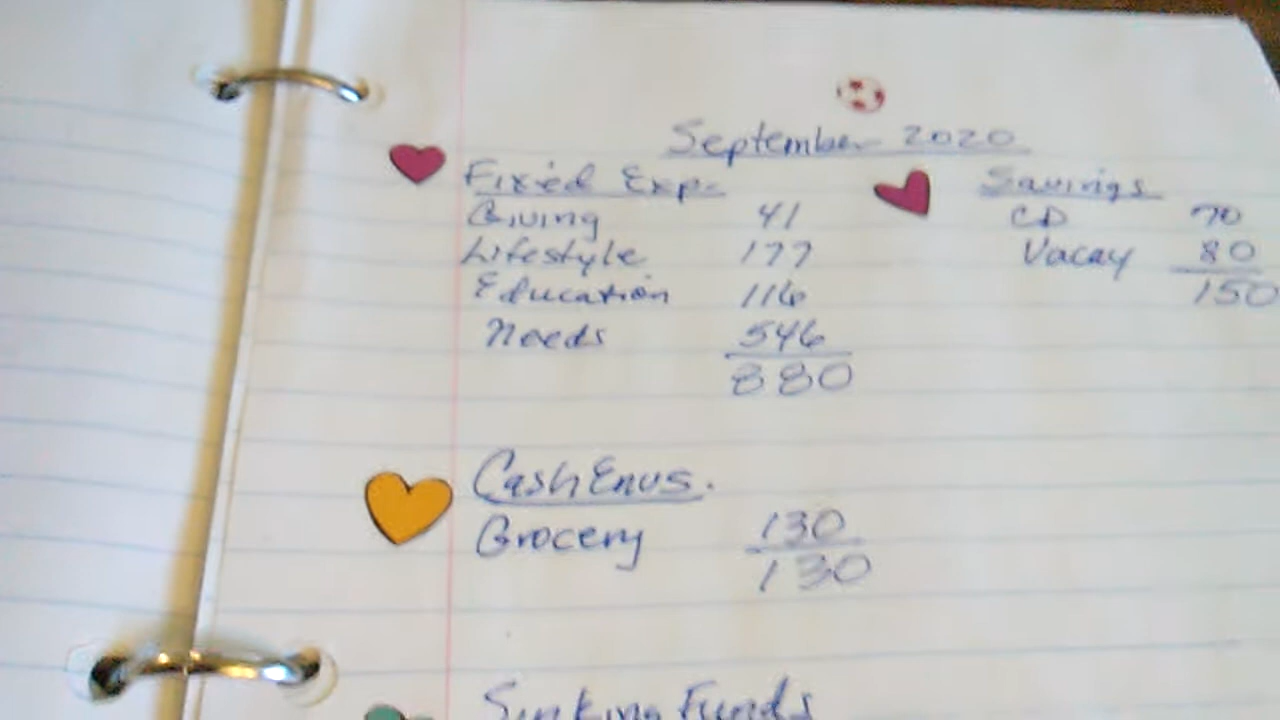 September 2020
Fixed Exp.
Giving 41
Lifestyle 177
Education 116
Needs 546
880
Savings
CD 70
Vacay 80
150
Cash Envs.
Grocery 130
130
Sinking Funds